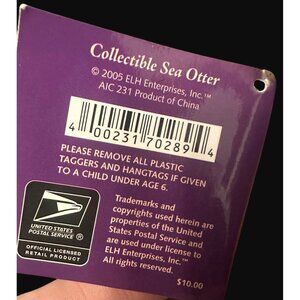 Collectible Sea Otter
© 2005 ELH Enterprises, Inc.™
AIC 231 Product of China
4 00231 70289 4
PLEASE REMOVE ALL PLASTIC
TAGGERS AND HANGTAGS IF GIVEN
TO A CHILD UNDER AGE 6.
Trademarks and
copyrights used herein are
properties of the United
States Postal Service and
are used under license to
ELH Enterprises, Inc.™
All rights reserved.
$10.00
UNITED STATES
POSTAL SERVICE®
OFFICIAL LICENSED
RETAIL PRODUCT